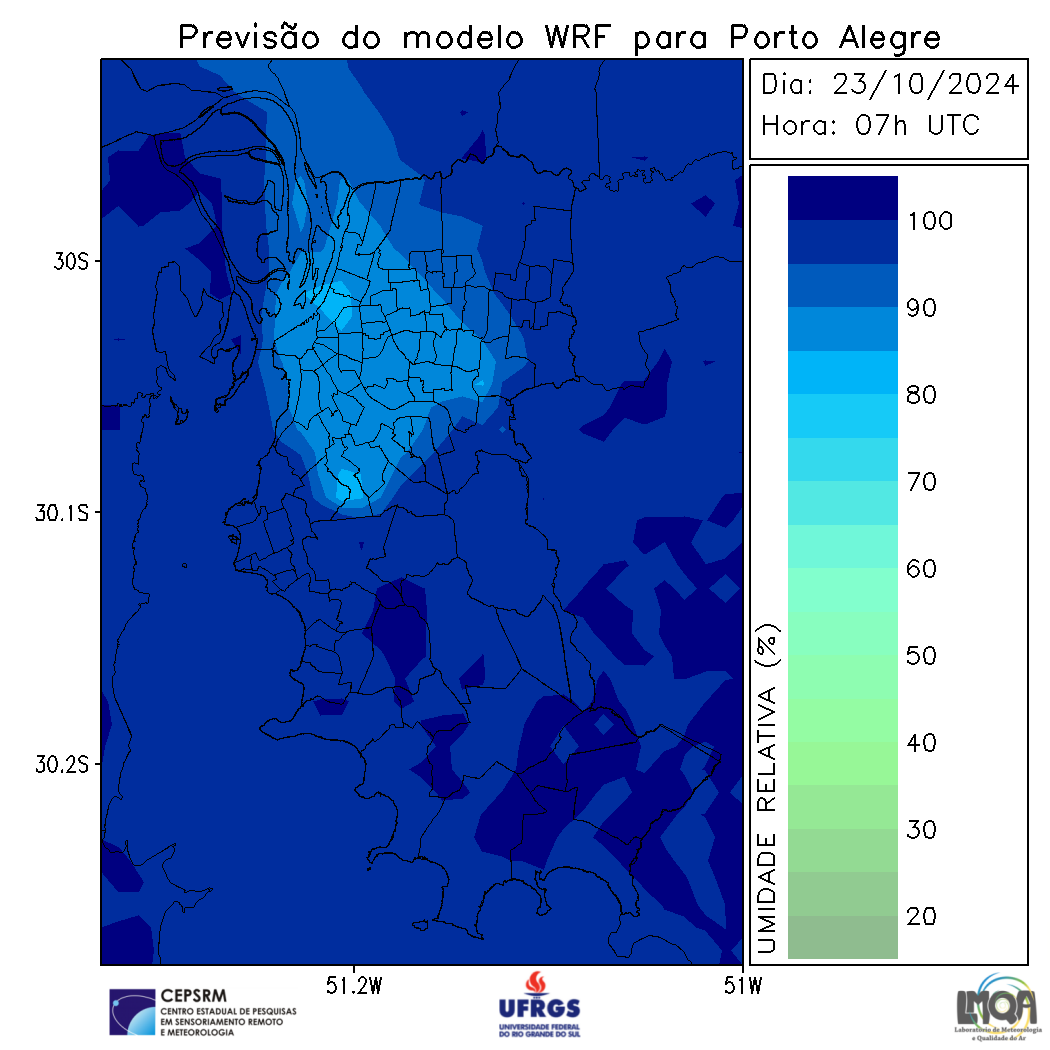 Previsão do modelo WRF para Porto Alegre
Dia: 23/10/2024
Hora: 07h UTC
30S
30.1S
30.2S
51.2W
51W
UMIDADE RELATIVA (%)
100
90
80
70
60
50
40
30
20
CEPSRM
CENTRO ESTADUAL DE PESQUISAS
EM SENSORIAMENTO REMOTO
E METEOROLOGIA
UFRGS
UNIVERSIDADE FEDERAL
DO RIO GRANDE DO SUL
LMQA
Laboratório de Meteorologia
e Qualidade do Ar